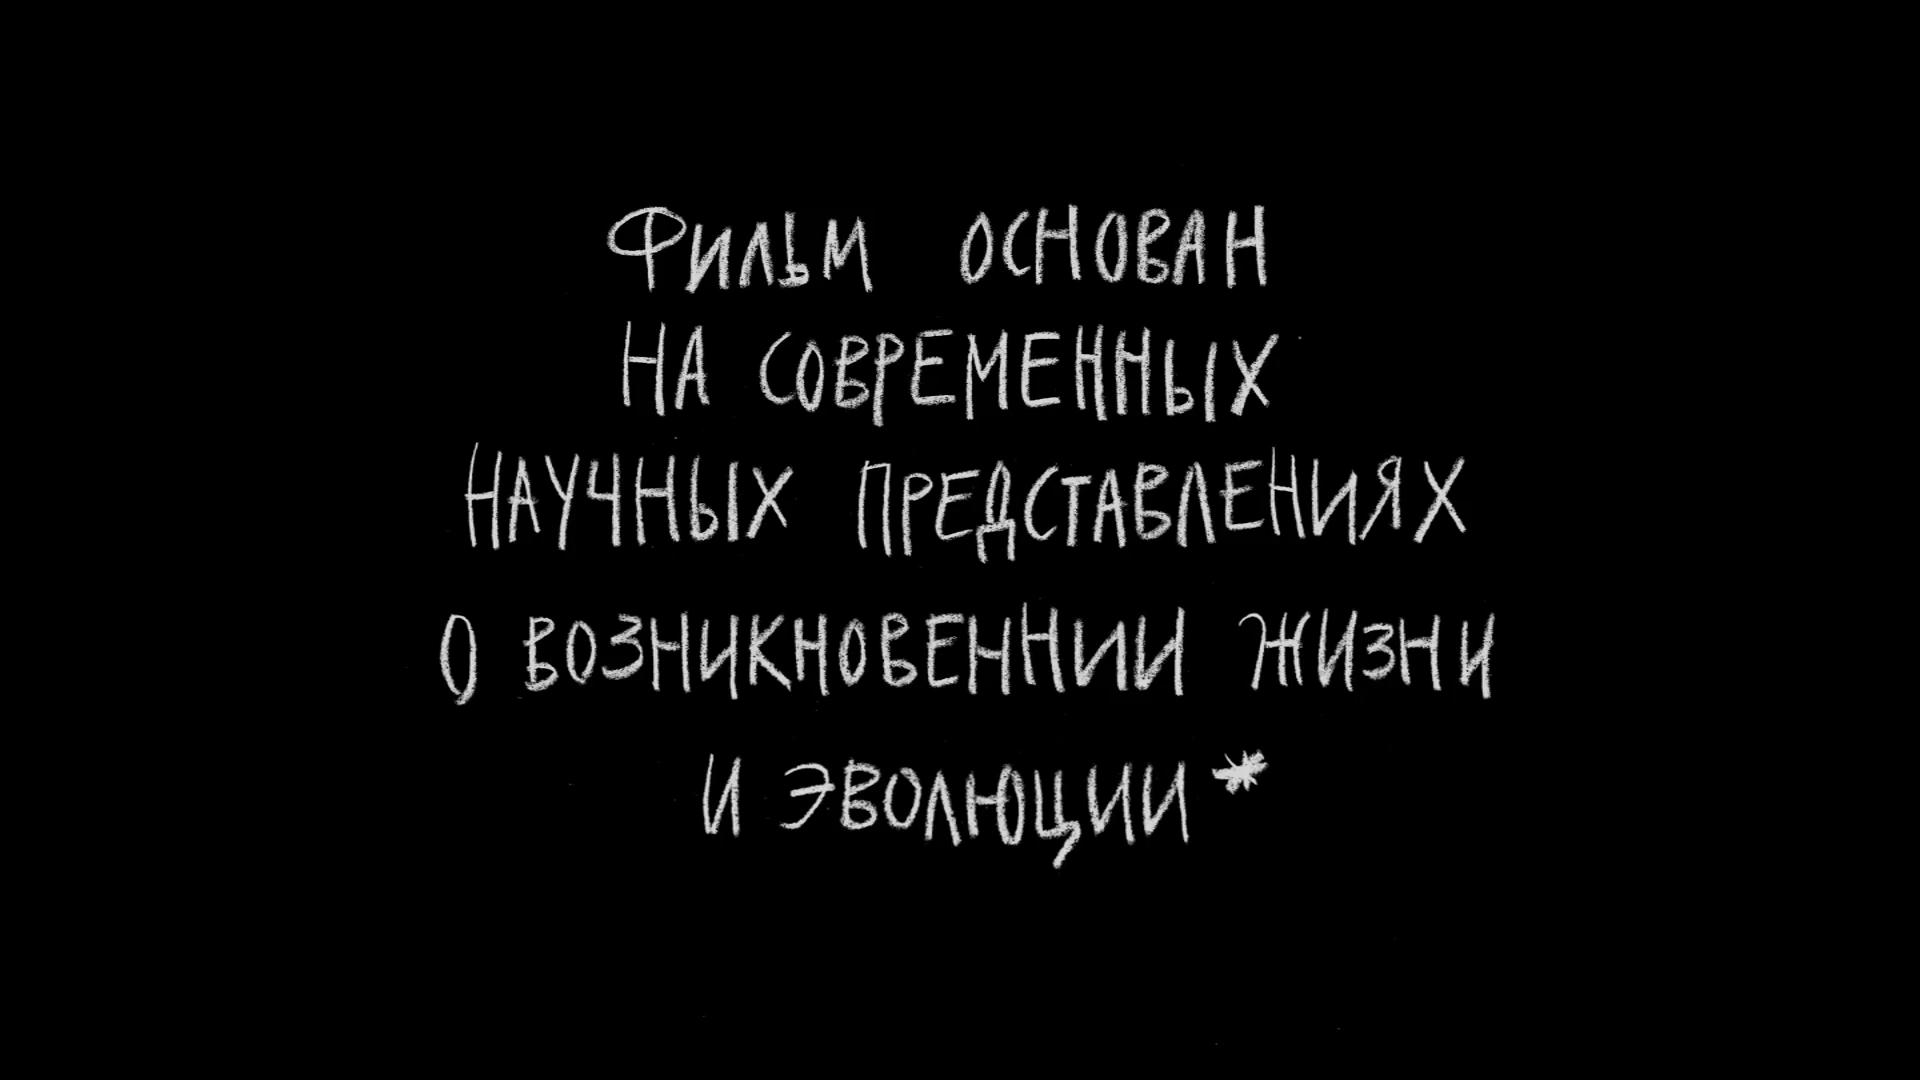 Фильм основан
на современных
научных представлениях
о возникновении жизни
и эволюции*